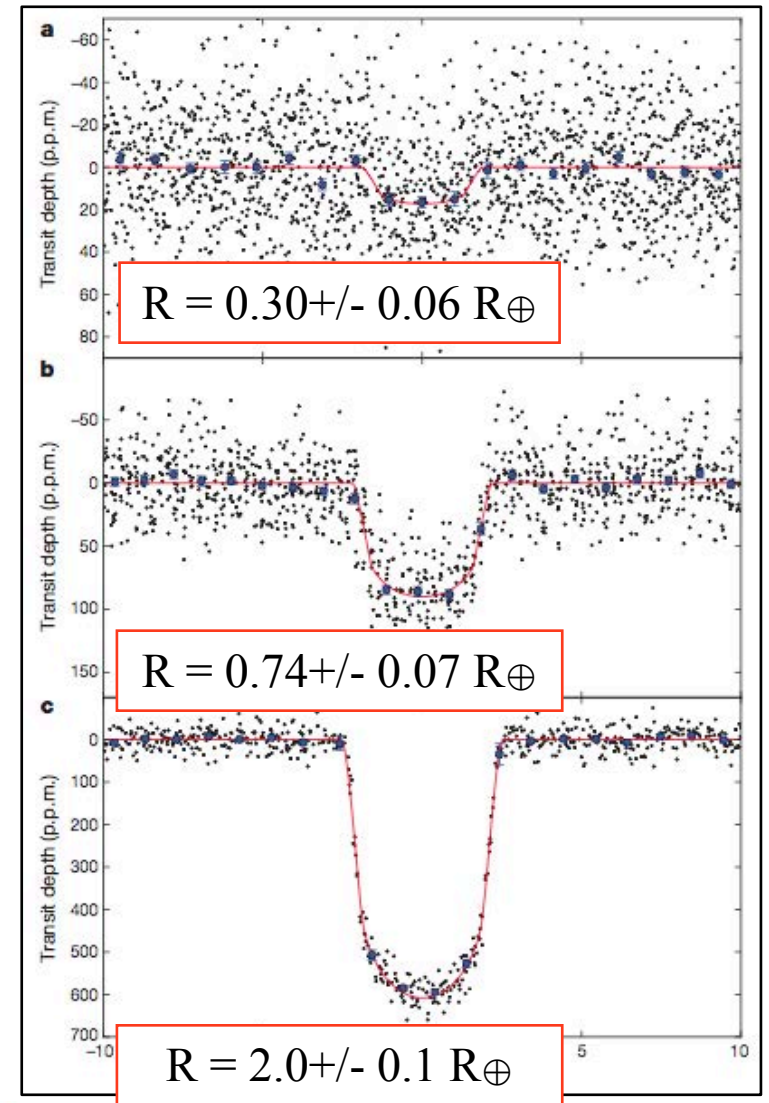 a
-60
-40
-20
0
20
40
60
80
Transit depth (p.p.m.)
R = 0.30+/- 0.06 R⊕
b
-50
0
50
100
150
Transit depth (p.p.m.)
R = 0.74+/- 0.07 R⊕
c
0
100
200
300
400
500
600
700
Transit depth (p.p.m.)
-10 5 10
R = 2.0+/- 0.1 R⊕